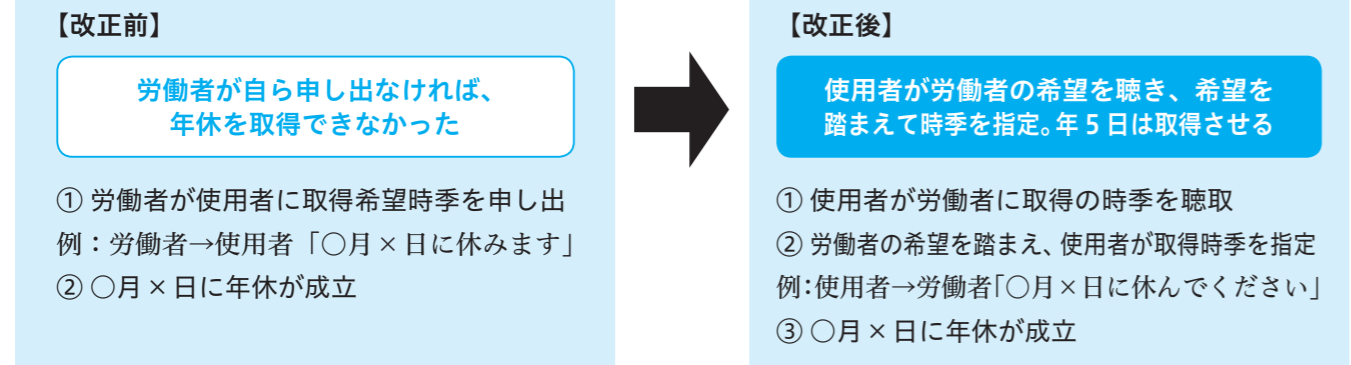 【改正前】
労働者が自ら申し出なければ、
年休を取得できなかった
① 労働者が使用者に取得希望時季を申し出
例：労働者→使用者「○月×日に休みます」
② ○月×日に年休が成立
【改正後】
使用者が労働者の希望を聴き、希望を
踏まえて時季を指定。年５日は取得させる
① 使用者が労働者に取得の時季を聴取
② 労働者の希望を踏まえ、使用者が取得時季を指定
例：使用者→労働者「○月×日に休んでください」
③ ○月×日に年休が成立